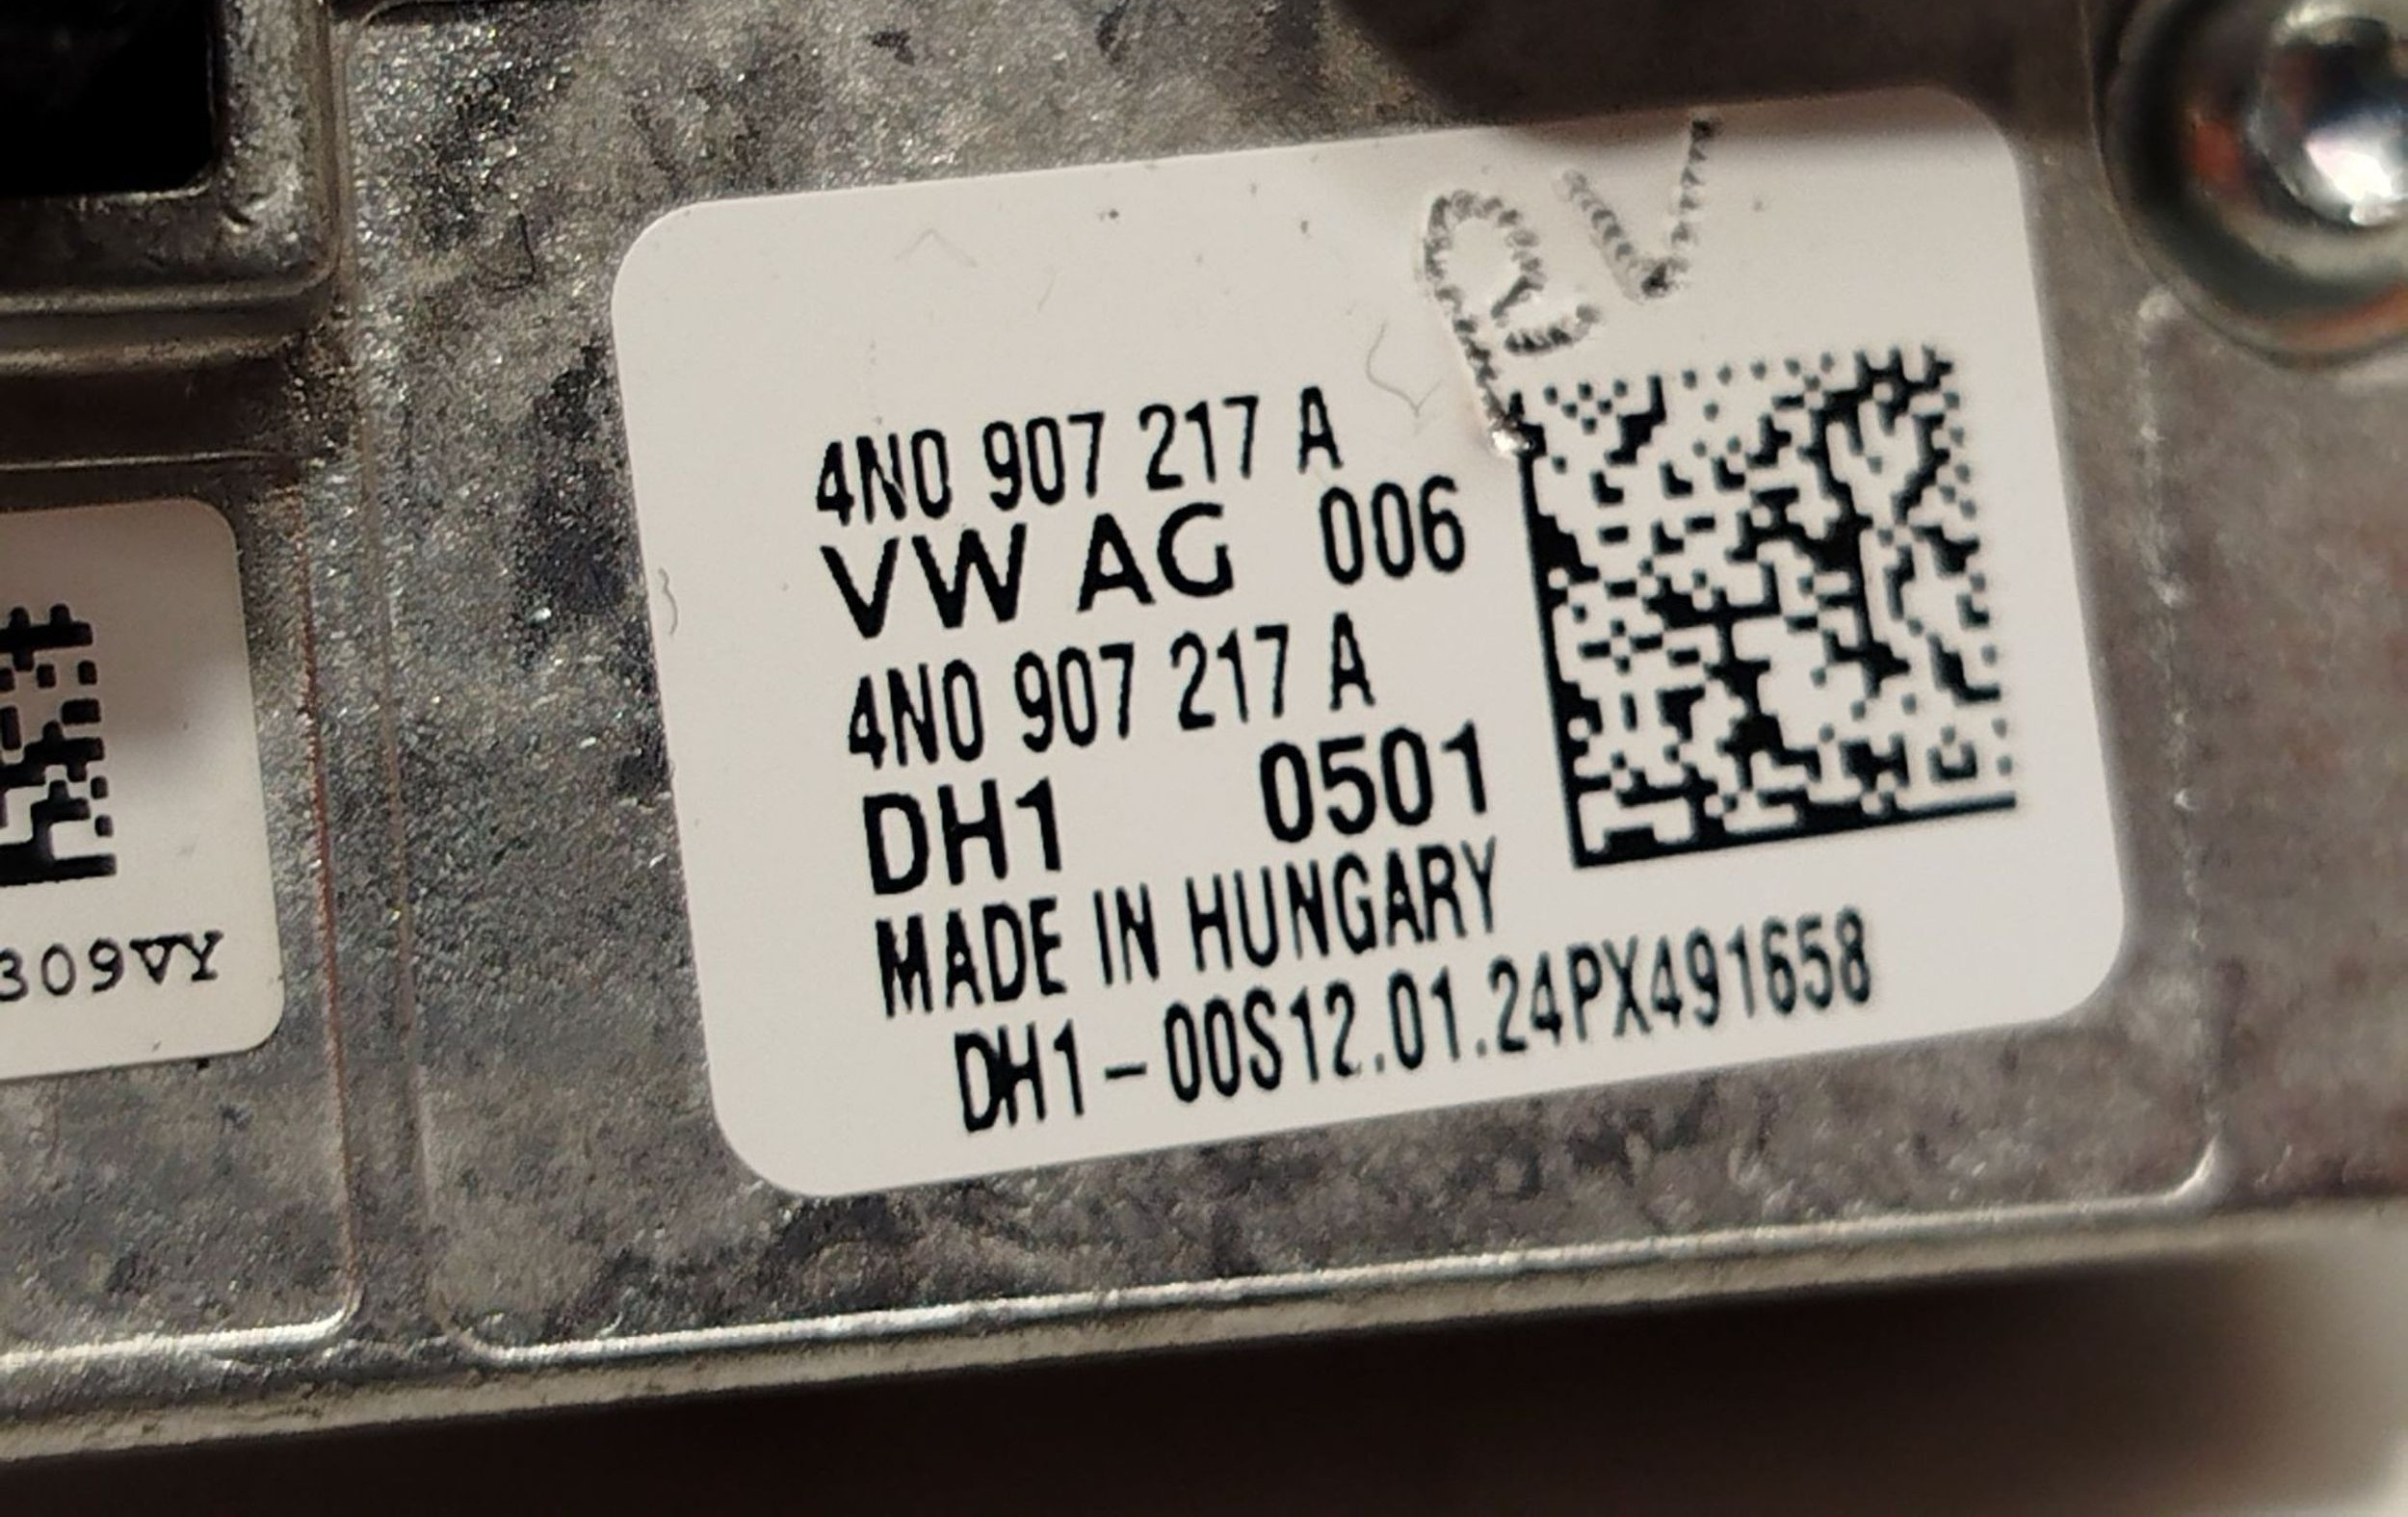 RV
4N0 907 217 A
VW AG 006
4N0 907 217 A
DH1 0501
MADE IN HUNGARY
DH1-00S12.01.24PX491658
309VY